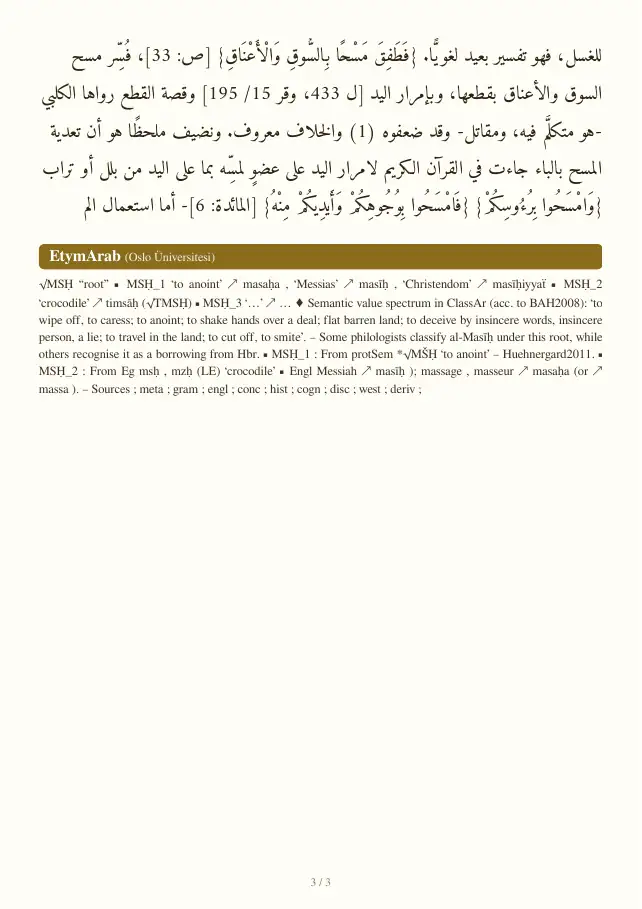 للغسل، فهو تفسير بعيد لغويًّا. {فَطَفِقَ مَسْحًا بِالسُّوقِ وَالْأَعْنَاقِ} [ص: 33]، فُسِّر مسح
السوق والأعناق بقطعها، وبإمرار اليد [ل 433، وقر 15/ 195] وقصة القطع رواها الكلبي
-هو متكلَّم فيه، ومقاتل- وقد ضعفوه (1) والخلاف معروف. ونضيف ملحظًا هو أن تعدية
المسح بالباء جاءت في القرآن الكريم لامرار اليد على عضوٍ لمسِّه بما على اليد من بلل أو تراب
{وَامْسَحُوا بِرُءُوسِكُمْ} {فَامْسَحُوا بِوُجُوهِكُمْ وَأَيدِيكُمْ مِنْهُ} [المائدة: 6]- أما استعمال الم
EtymArab (Oslo Üniversitesi)
√MSḤ “root” ▪ MSḤ_1 ‘to anoint’ ↗ masaḥa , ‘Messias’ ↗ masīḥ , ‘Christendom’ ↗ masīḥiyyaẗ ▪ MSḤ_2
‘crocodile’ ↗ timsāḥ (√TMSḤ) ▪ MSḤ_3 ‘…’ ↗ … ♦ Semantic value spectrum in ClassAr (acc. to BAH2008): ‘to
wipe off, to caress; to anoint; to shake hands over a deal; flat barren land; to deceive by insincere words, insincere
person, a lie; to travel in the land; to cut off, to smite’. – Some philologists classify al-Masīḥ under this root, while
others recognise it as a borrowing from Hbr. ▪ MSḤ_1 : From protSem *√MŠḤ ‘to anoint’ – Huehnergard2011. ▪
MSḤ_2 : From Eg msḥ , mzḥ (LE) ‘crocodile’ ▪ Engl Messiah ↗ masīḥ ); massage , masseur ↗ masaḥa (or ↗
massa ). – Sources ; meta ; gram ; engl ; conc ; hist ; cogn ; disc ; west ; deriv ;
3 / 3